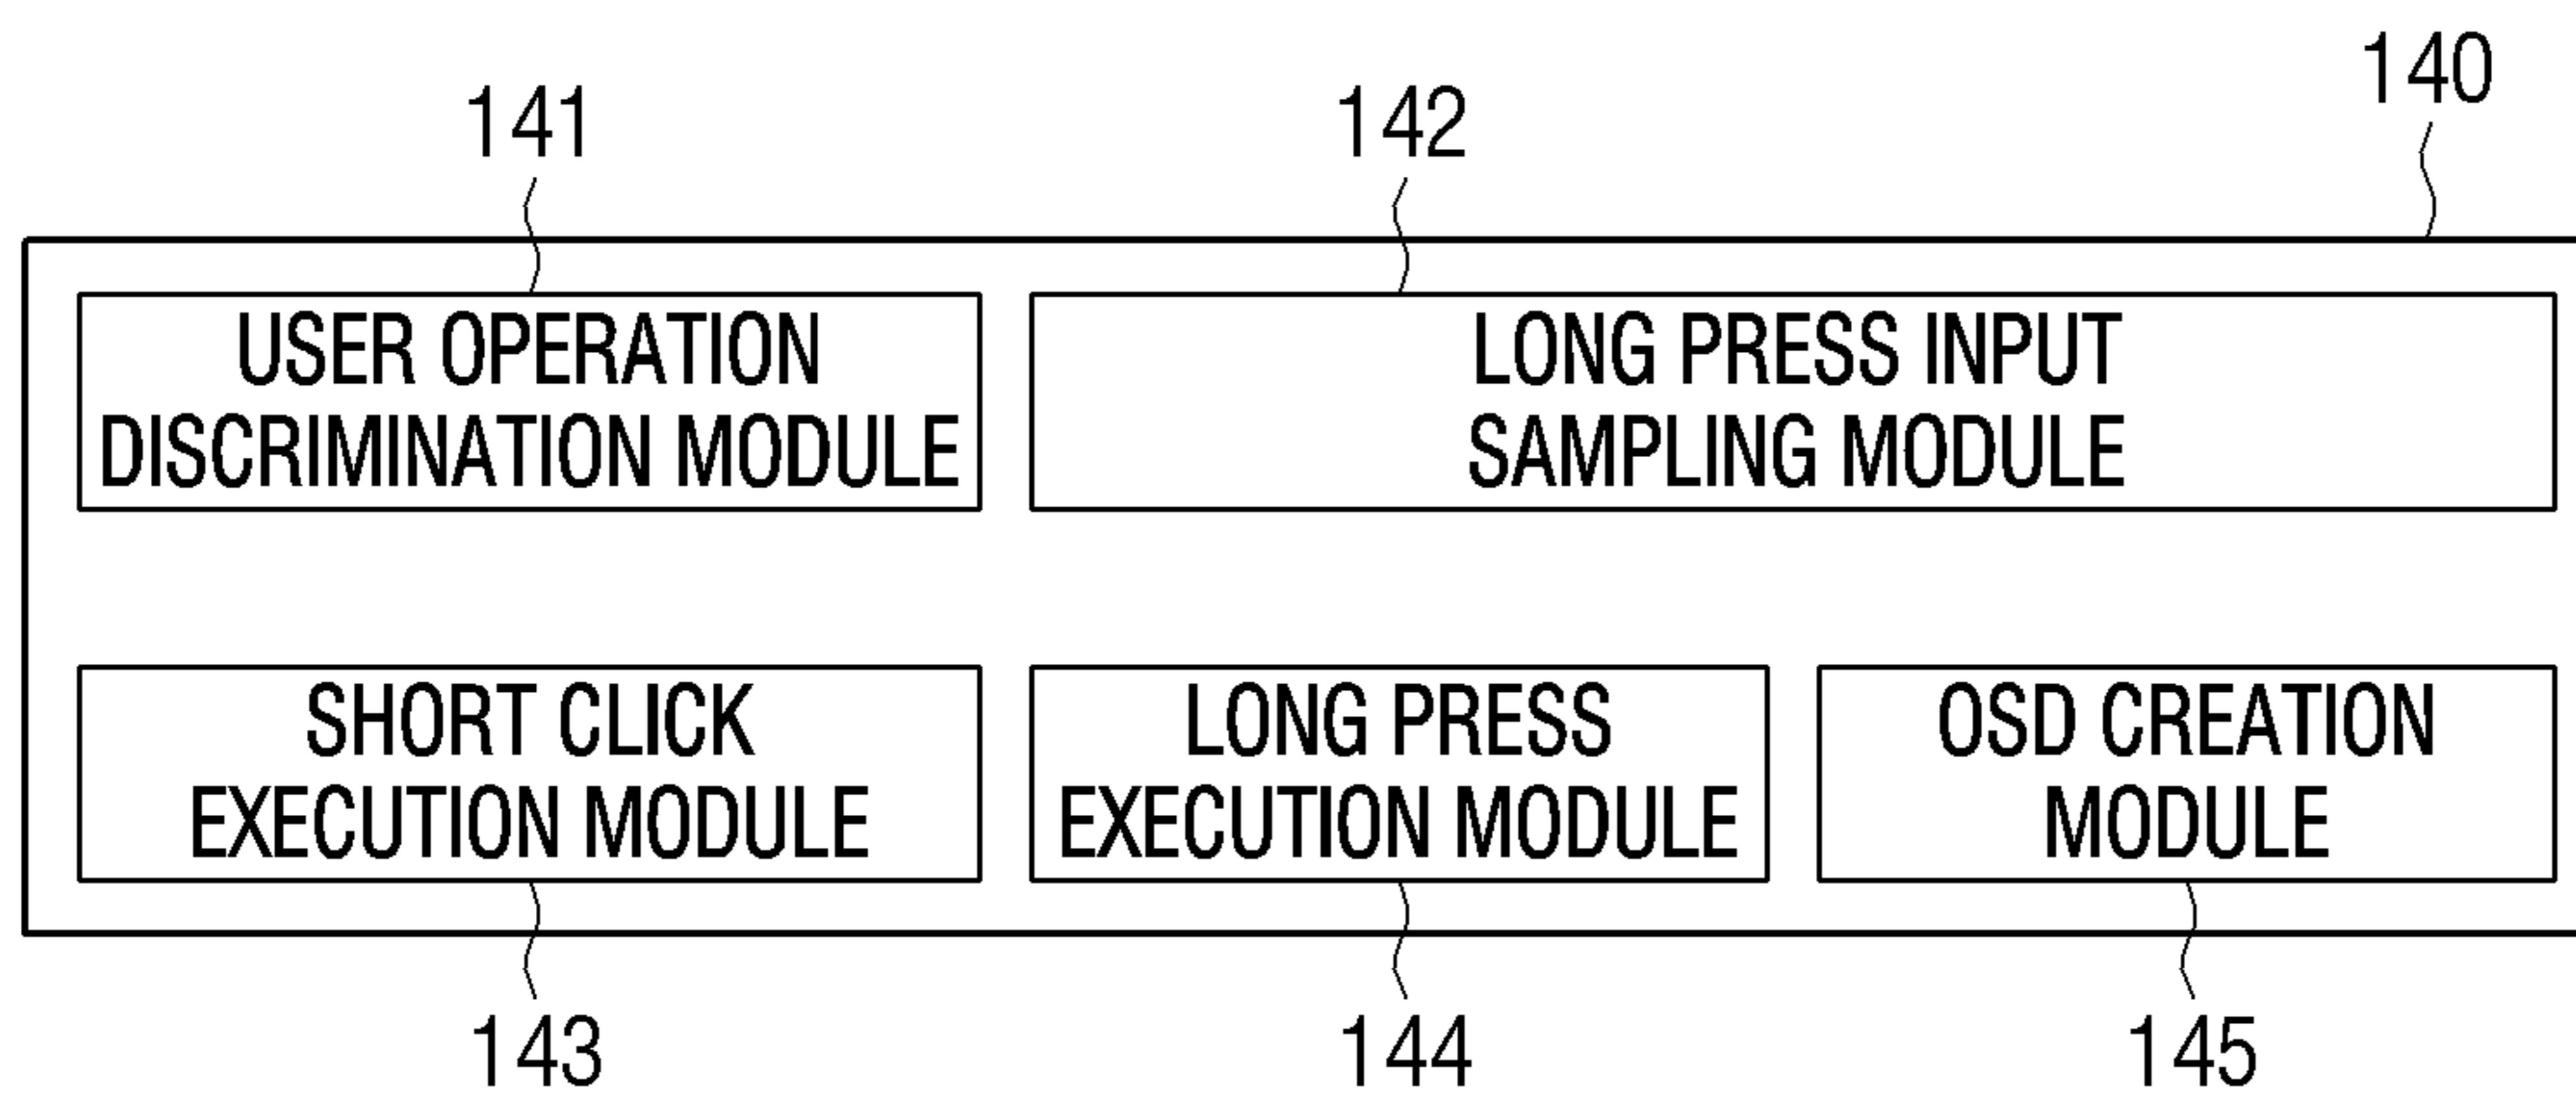 140
141
142
USER OPERATION
DISCRIMINATION MODULE
LONG PRESS INPUT
SAMPLING MODULE
SHORT CLICK
EXECUTION MODULE
LONG PRESS
EXECUTION MODULE
OSD CREATION
MODULE
143
144
145